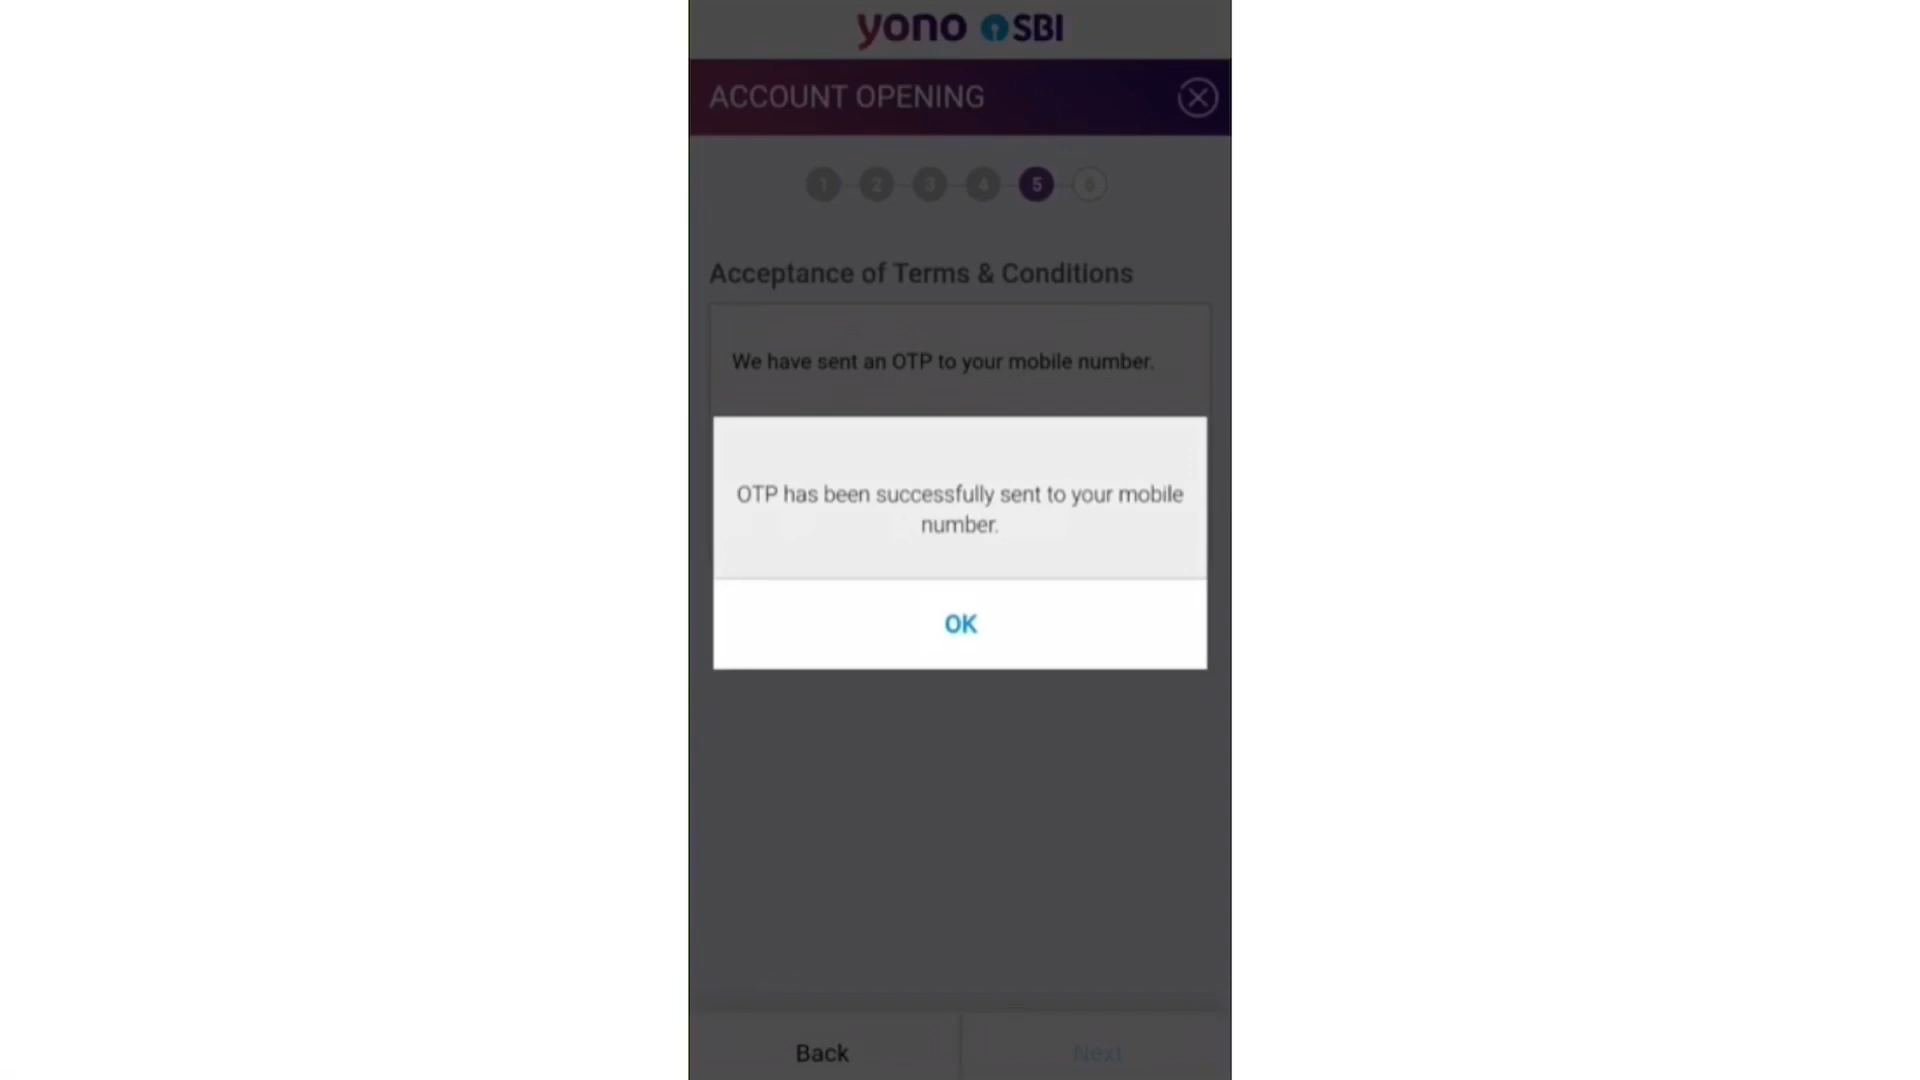 yono SBI
ACCOUNT OPENING
1 2 3 4 5 6
Acceptance of Terms & Conditions
We have sent an OTP to your mobile number.
OTP has been successfully sent to your mobile
number.
OK
Back Next